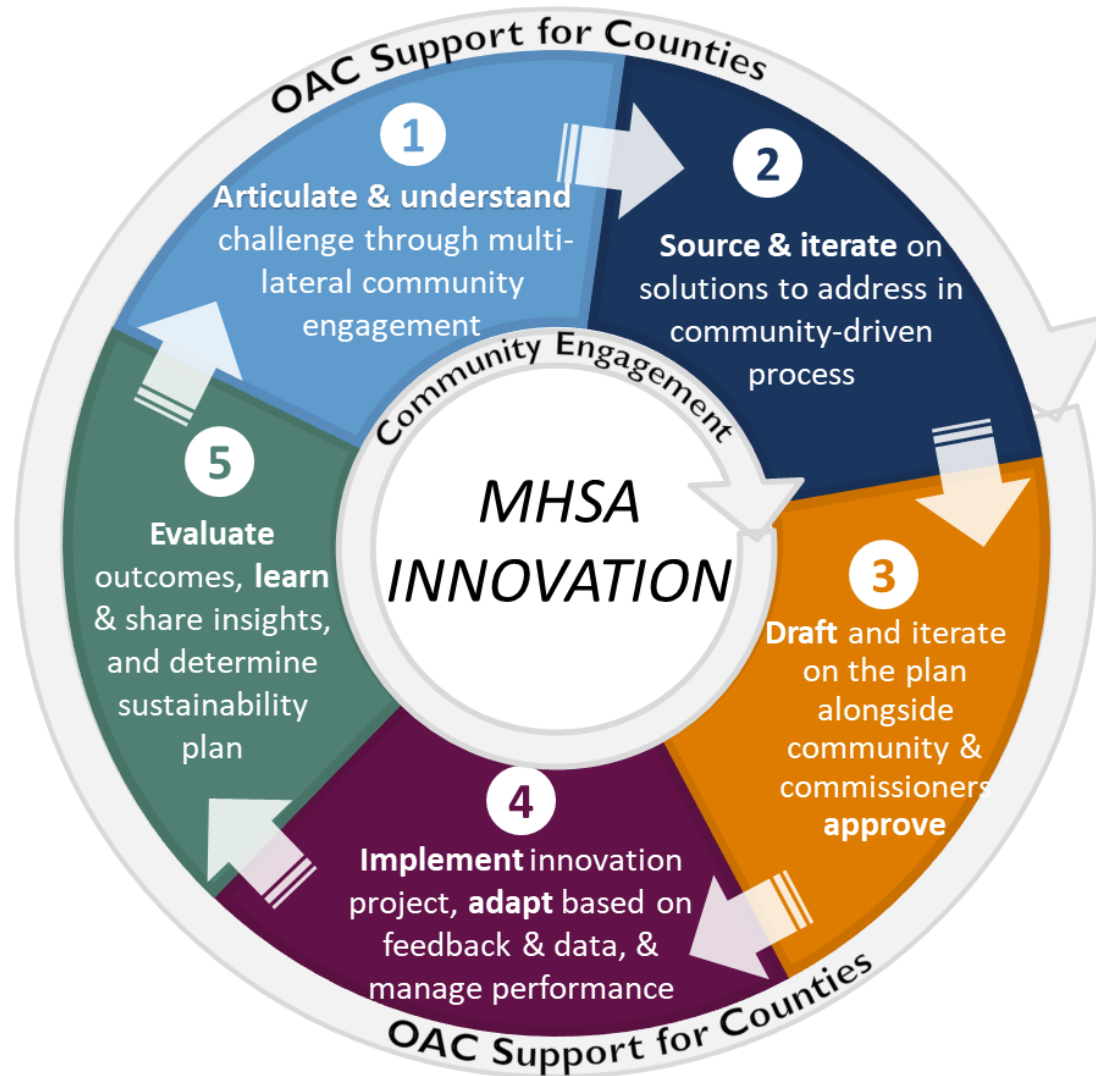 OAC Support for Counties
1
Articulate & understand
challenge through multi-
lateral community
engagement
2
Source & iterate on
solutions to address in
community-driven
process
Community Engagement
MHSA
INNOVATION
3
Draft and iterate
on the plan
alongside
community &
commissioners
approve
4
Implement innovation
project, adapt based on
feedback & data, &
manage performance
5
Evaluate
outcomes, learn
& share insights,
and determine
sustainability
plan
OAC Support for Counties